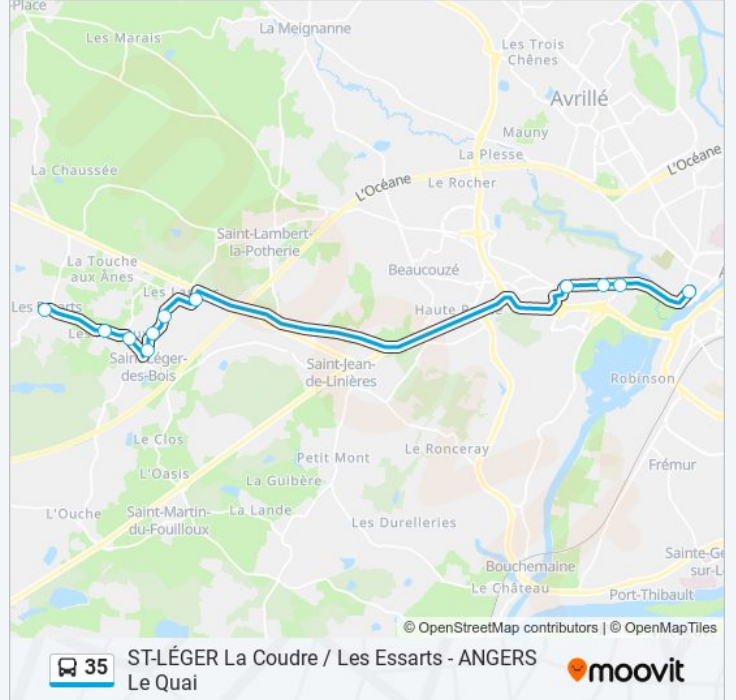 Place
Les Marais
La Meignanne
Les Trois
Chênes
Avrillé
Mauny
La Plesse
L'Océane
La Chaussée
L'Océane
Le Rocher
Saint-Lambert-
la-Potherie
La Touche
aux Ânes
Beaucouzé
Les
Les
Haute
Saint-Léger-
des-Bois
Saint-Jean-
de-Linières
Robinson
Le Clos
Le Ronceray
Petit Mont
Frémur
L'Oasis
La Guibère
L'Ouche
Saint-Martin-
du-Fouilloux
La Lande
Les Durelleries
Sainte-Ge
sur-L
Bouchemaine
Le Château
Port-Thibault
© OpenStreetMap contributors | © OpenMapTiles
35 ST-LÉGER La Coudre / Les Essarts - ANGERS
Le Quai
moovit